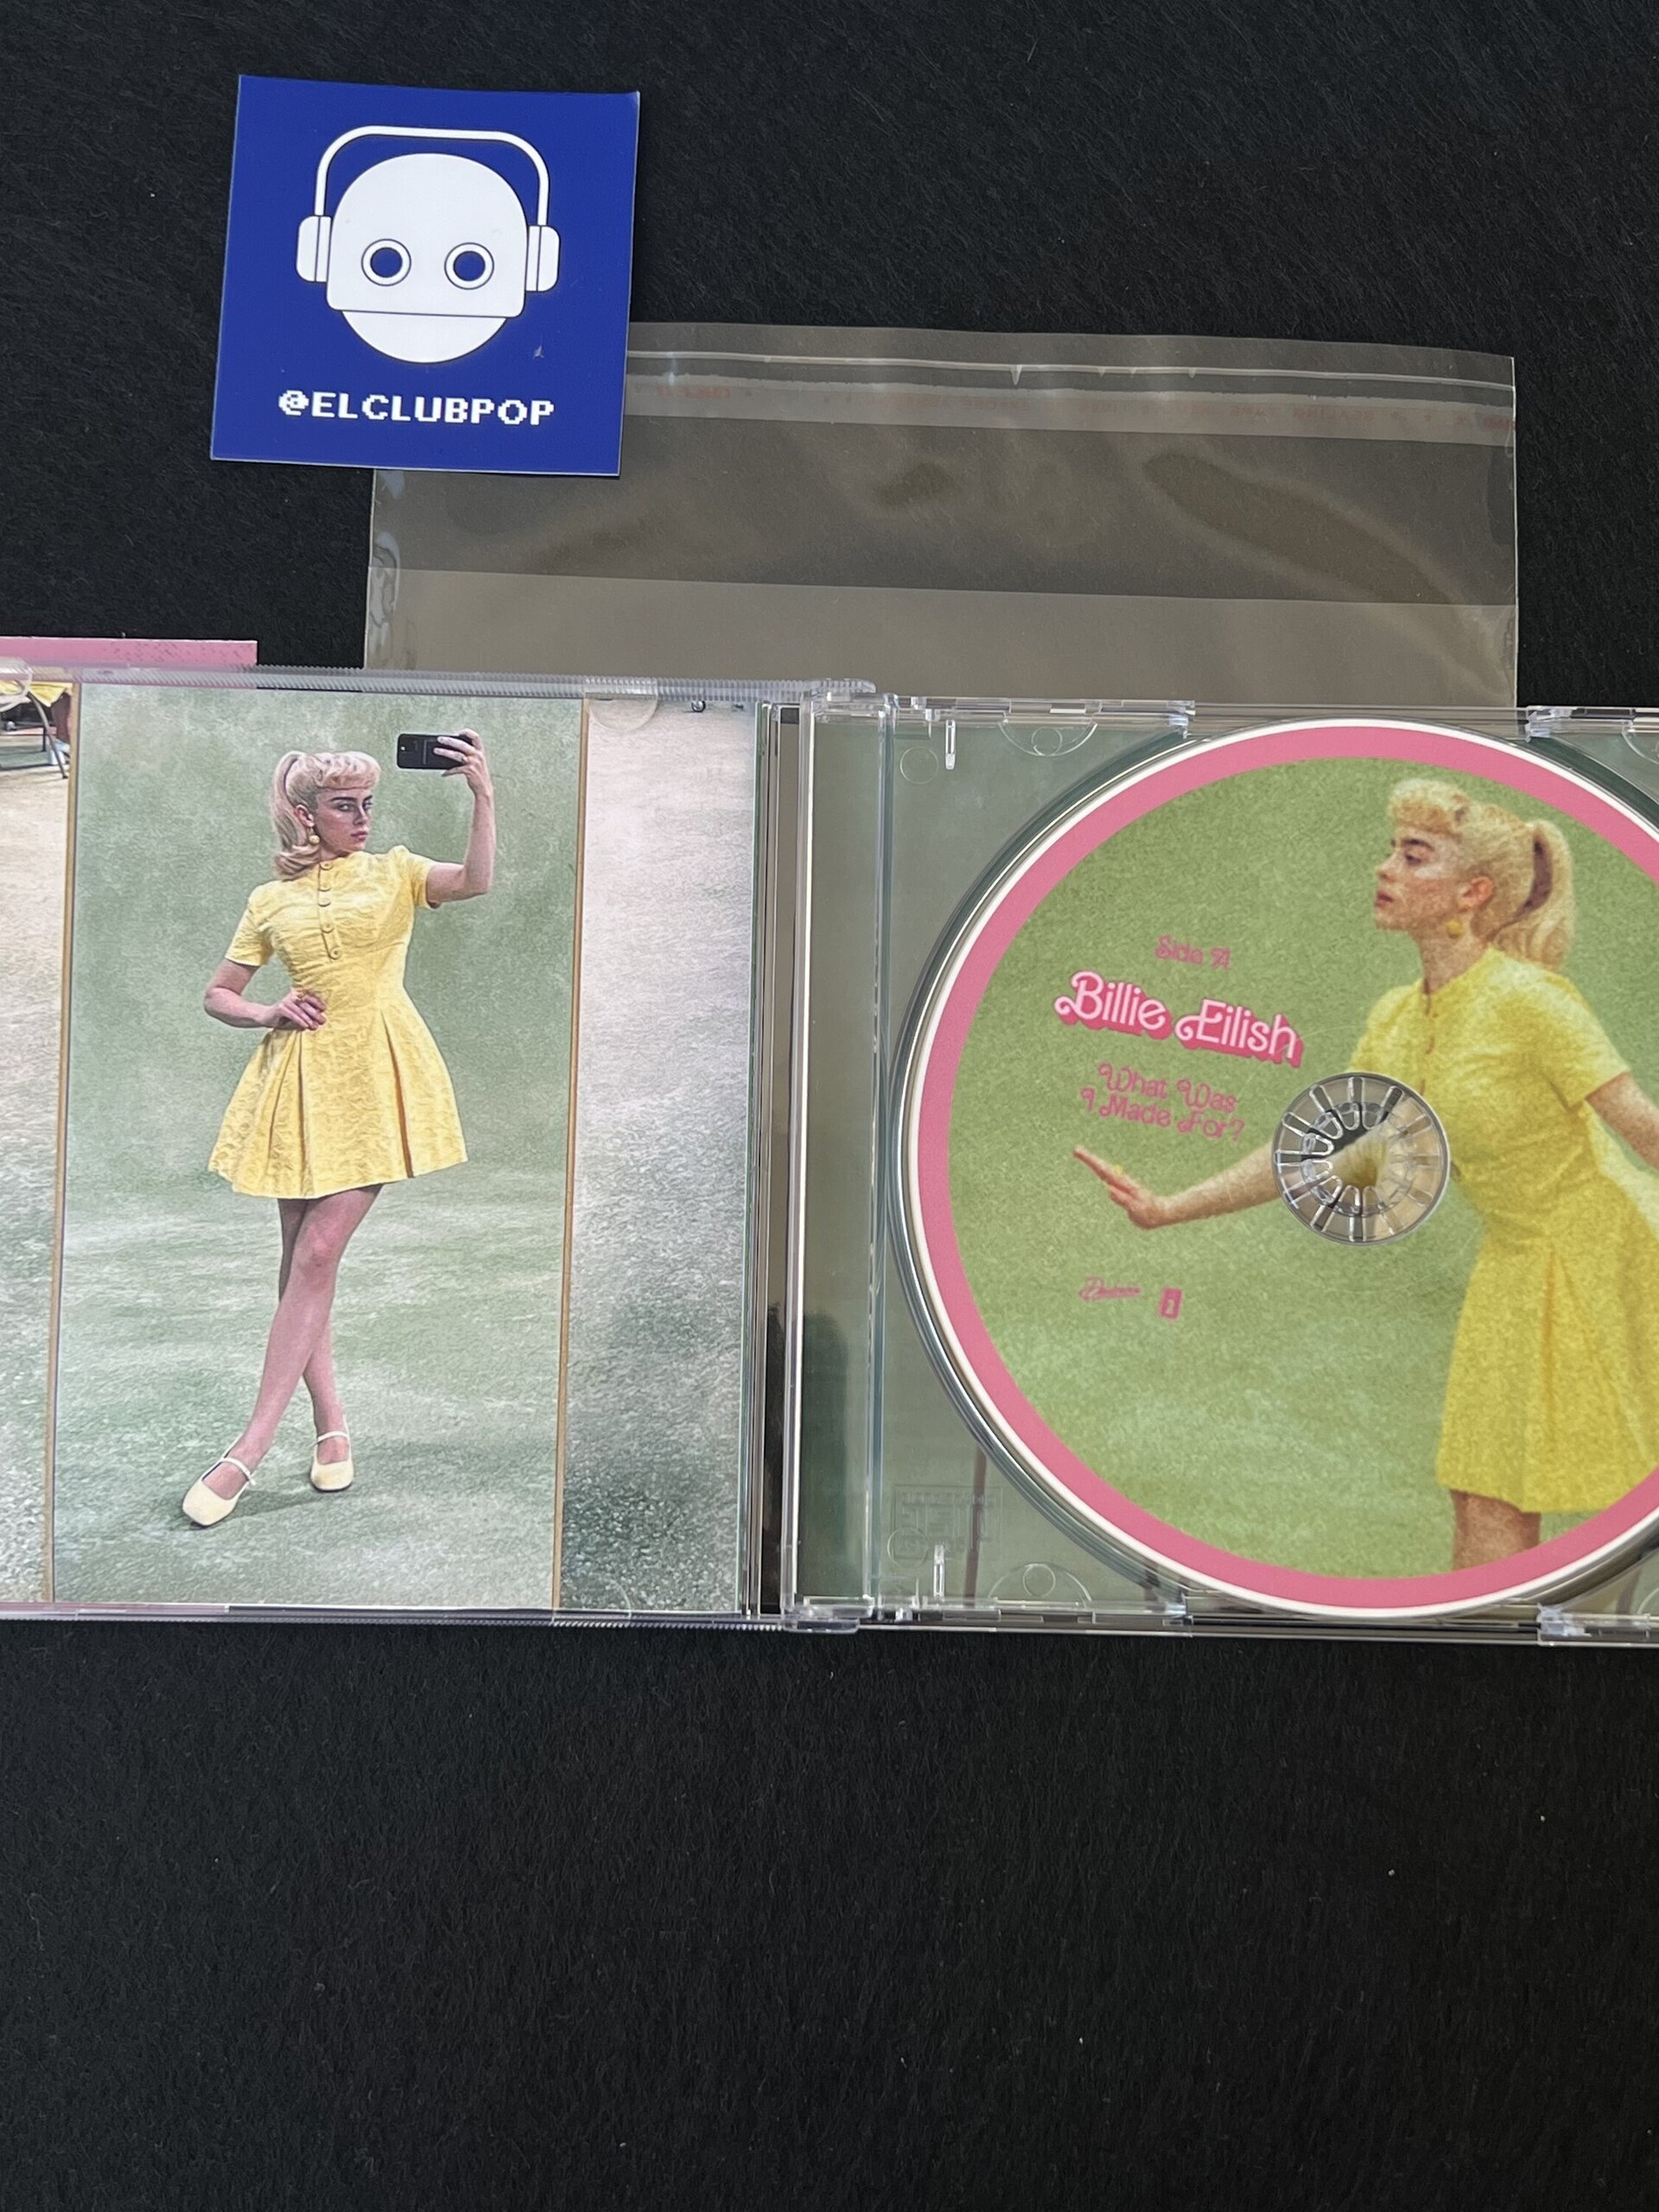 @ELCLUBPOP
Side A
Billie Eilish
What Was
I Made For?